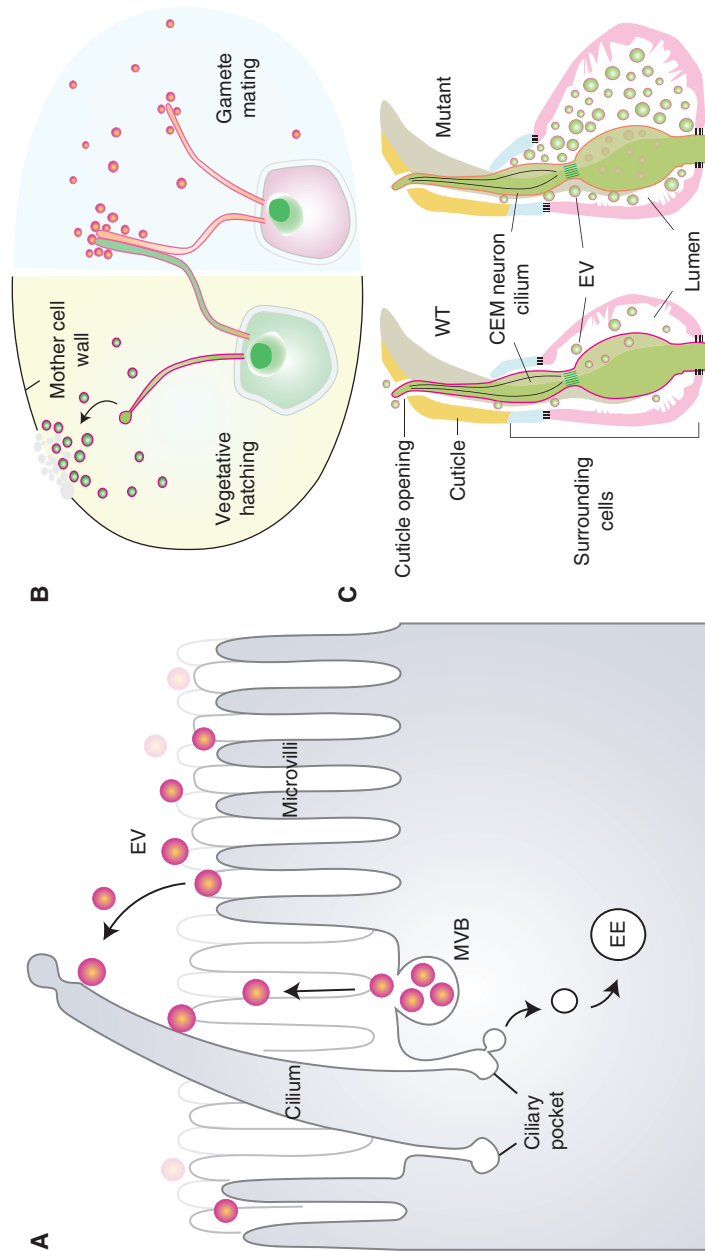 A
EV
Microvilli
Cilium
MVB
EE
Ciliary
pocket
B
Mother cell
wall
Vegetative
hatching
Gamete
mating
C
Cuticle opening
Cuticle
WT
Mutant
CEM neuron
cilium
EV
Lumen
Surrounding
cells